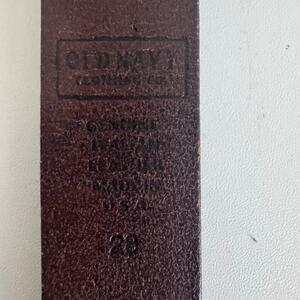 OLD NAVY
CLOTHING CO.
GENUINE
ITALIAN
LEATHER
MADE IN
U.S.A.
28